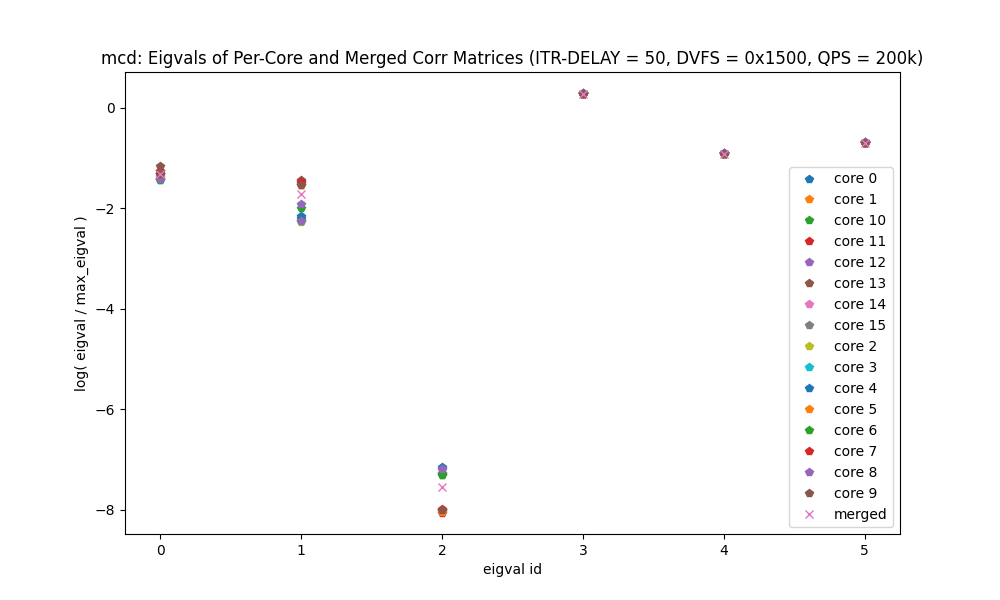 mcd: Eigvals of Per-Core and Merged Corr Matrices (ITR-DELAY = 50, DVFS = 0x1500, QPS = 200k)
log( eigval / max_eigval )
0
−2
−4
−6
−8
0 1 2 3 4 5
eigval id
core 0
core 1
core 10
core 11
core 12
core 13
core 14
core 15
core 2
core 3
core 4
core 5
core 6
core 7
core 8
core 9
merged